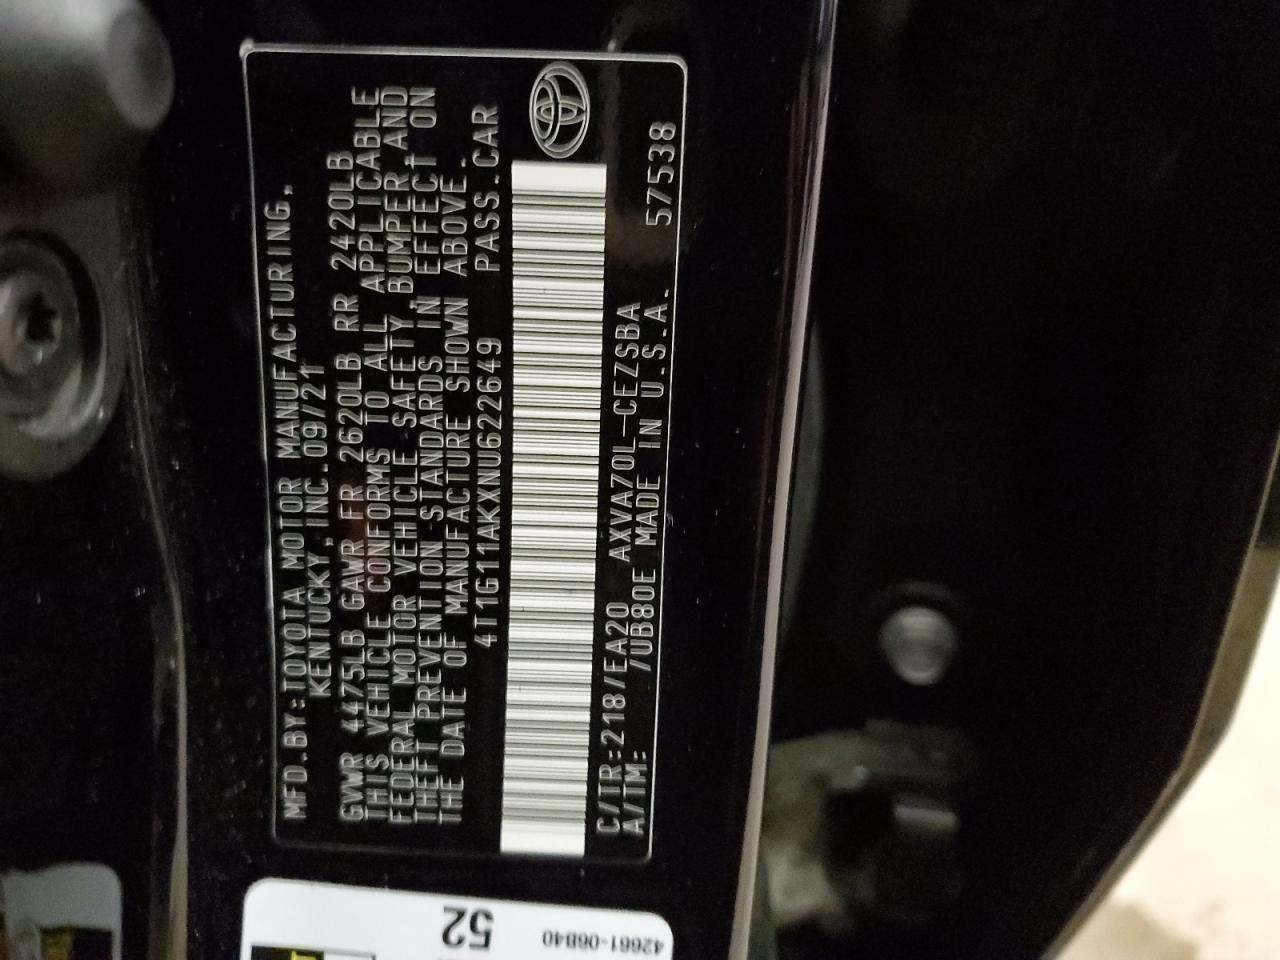 MFD.BY:TOYOTA MOTOR MANUFACTURING,
KENTUCKY,INC.09/21
GVWR 4475LB GAWR FR 2620LB RR 2420LB
THIS VEHICLE CONFORMS TO ALL APPLICABLE
FEDERAL MOTOR VEHICLE SAFETY,BUMPER,AND
THEFT PREVENTION STANDARDS IN EFFECT ON
THE DATE OF MANUFACTURE SHOWN ABOVE.
4T1G11AKXNU622649 PASS.CAR
C/TR:218/EA20 AXVA70L-CEZSBA 57538
A/TM: /UB80E MADE IN U.S.A.
52
42661-06B40